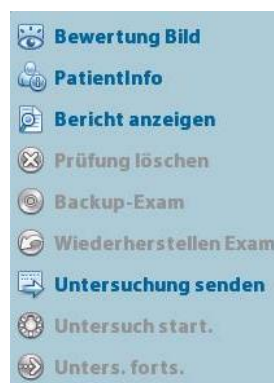 Bewertung Bild
PatientInfo
Bericht anzeigen
Prüfung löschen
Backup-Exam
Wiederherstellen Exam
Untersuchung senden
Untersuch start.
Unters. forts.